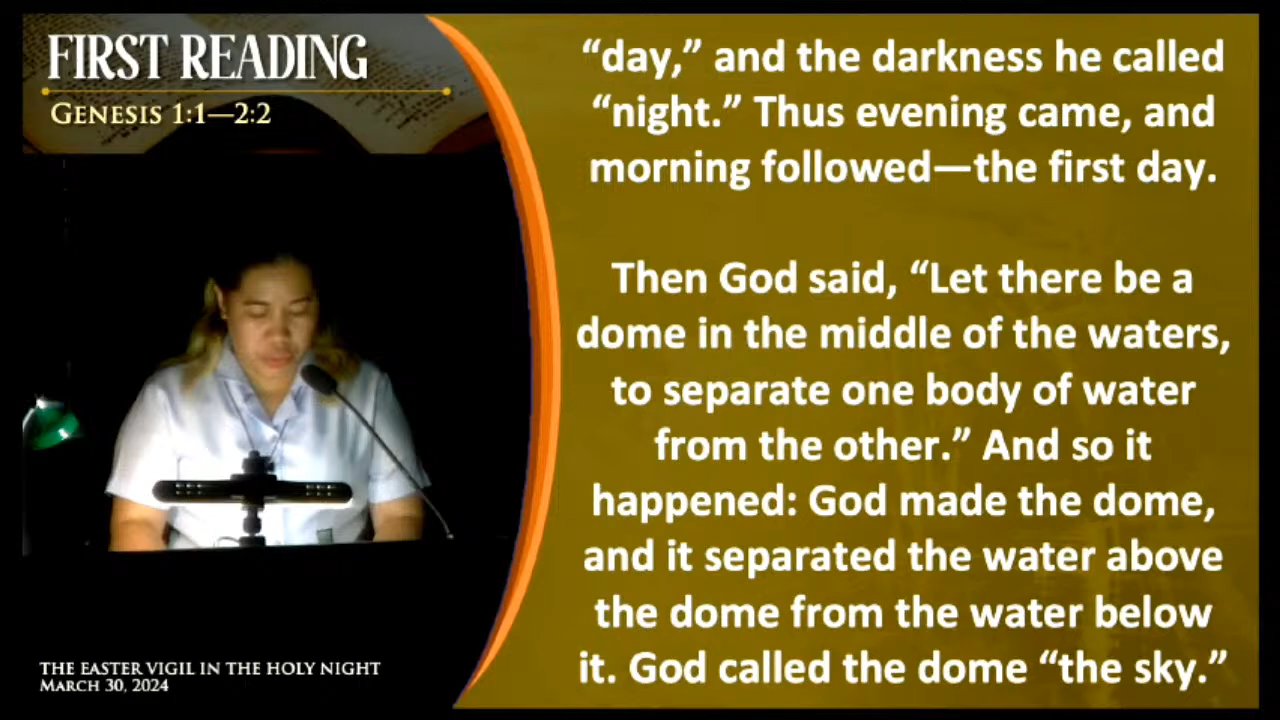 FIRST READING
GENESIS 1:1—2:2
“day,” and the darkness he called
“night.” Thus evening came, and
morning followed—the first day.
Then God said, “Let there be a
dome in the middle of the waters,
to separate one body of water
from the other.” And so it
happened: God made the dome,
and it separated the water above
the dome from the water below
it. God called the dome “the sky.”
THE EASTER VIGIL IN THE HOLY NIGHT
MARCH 30, 2024